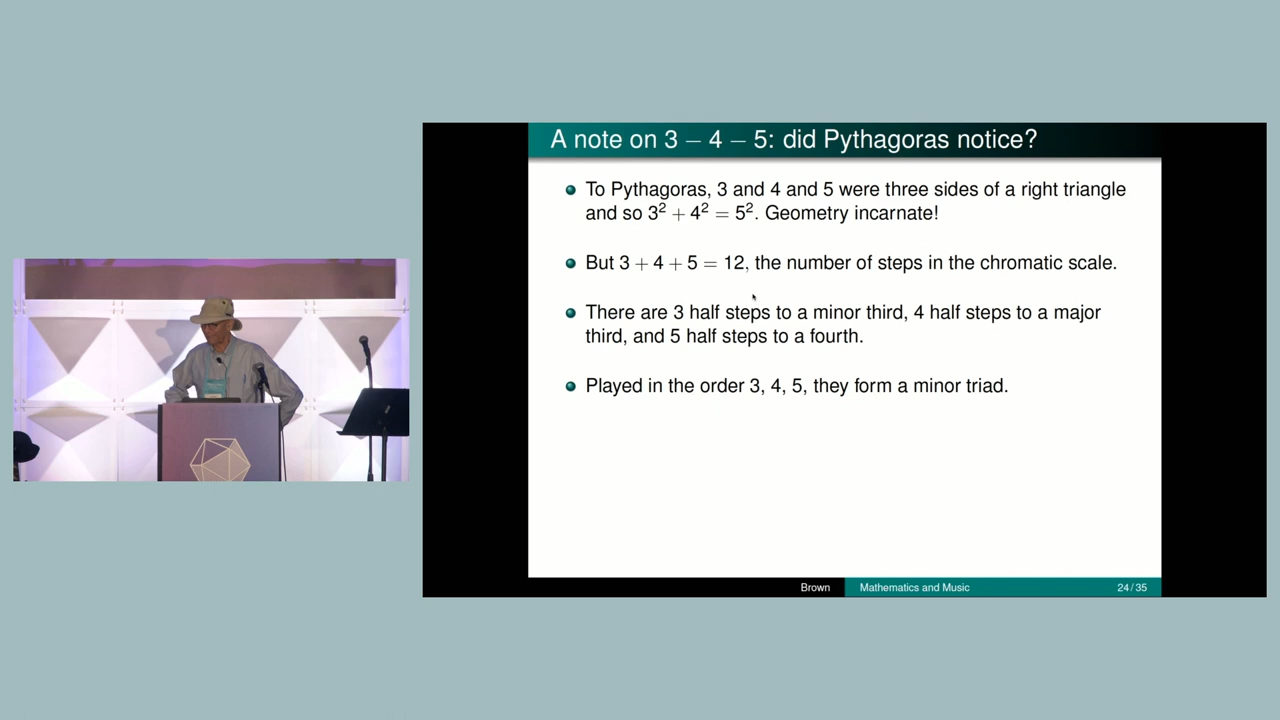 A note on 3 – 4 – 5: did Pythagoras notice?
To Pythagoras, 3 and 4 and 5 were three sides of a right triangle
and so 3² + 4² = 5². Geometry incarnate!
But 3 + 4 + 5 = 12, the number of steps in the chromatic scale.
There are 3 half steps to a minor third, 4 half steps to a major
third, and 5 half steps to a fourth.
Played in the order 3, 4, 5, they form a minor triad.
Brown
Mathematics and Music
24 / 35